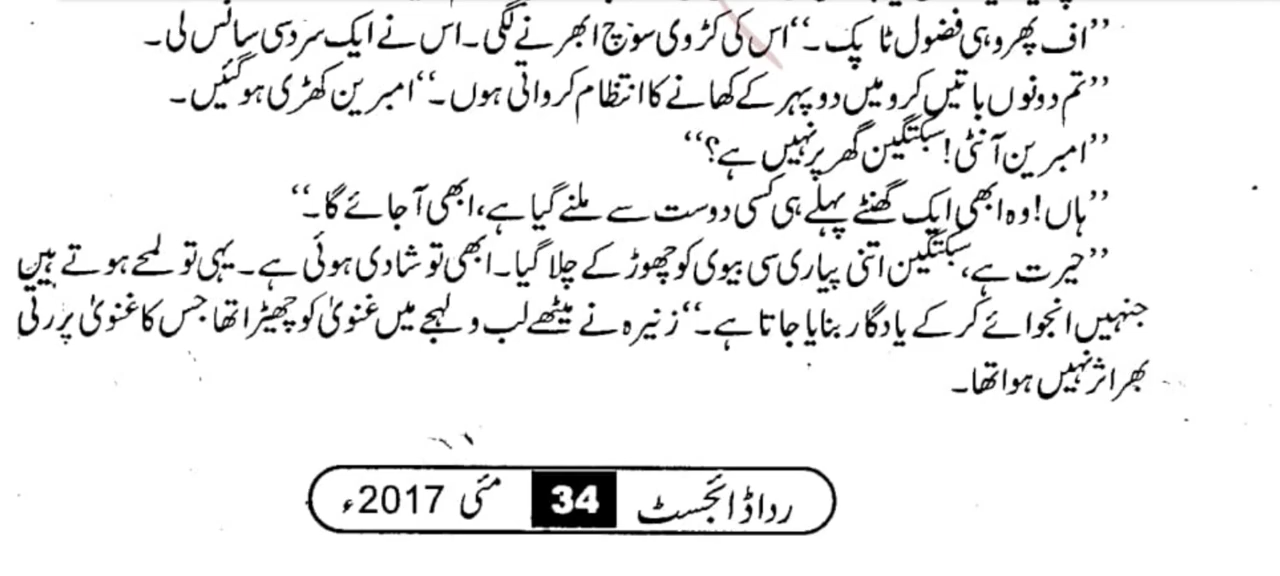 ’’اف پھر وہی فضول ٹاپک۔‘‘ اس کی کڑوی سوچ ابھرنے لگی۔ اس نے ایک سرد سی سانس لی۔
’’تم دونوں باتیں کرو میں دوپہر کے کھانے کا انتظام کرواتی ہوں۔‘‘ امبرین کھڑی ہوگئیں۔
’’امبرین آنٹی! سبکتگین گھر پر نہیں ہے؟‘‘
’’ہاں! وہ ابھی ایک گھنٹے پہلے ہی کسی دوست سے ملنے گیا ہے، ابھی آجائے گا۔‘‘
’’حیرت ہے، سبکتگین اتنی پیاری سی بیوی کو چھوڑ کے چلا گیا۔ ابھی تو شادی ہوئی ہے۔ یہی تو لمحے ہوتے ہیں
جنہیں انجوائے کرکے یادگار بنایا جاتا ہے۔‘‘ زنیرہ نے میٹھے لب و لہجے میں غنویٰ کو چھیڑا تھا جس کا غنویٰ پر رتی
بھر اثر نہیں ہوا تھا۔
ردا ڈائجسٹ 34 مئی 2017ء